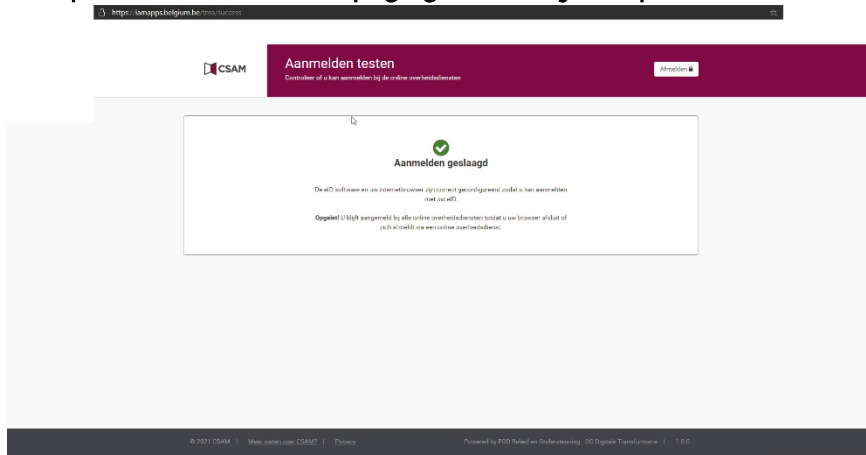 https://iamapps.belgium.be/tma/success
CSAM
Aanmelden testen
Controleer of u kan aanmelden bij de online overheidsdiensten
Afmelden
Aanmelden geslaagd
De eID software en uw internetbrowser zijn correct geconfigureerd zodat u kan aanmelden
met uw eID.
Opgelet! U blijft aangemeld bij alle online overheidsdiensten totdat u uw browser afsluit of
zich afmeldt via een online overheidsdienst.
© 2021 CSAM | Meer weten over CSAM? | Privacy
Powered by FOD Beleid en Ondersteuning DG Digitale Transformatie | 1.0.0